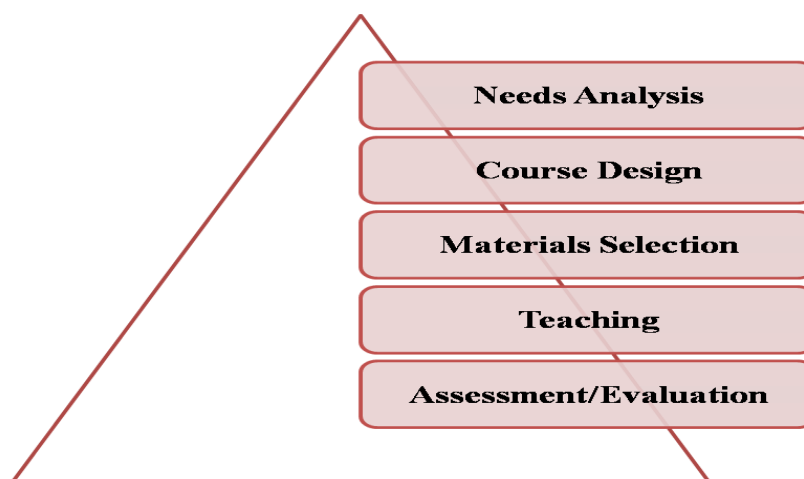 Needs Analysis
Course Design
Materials Selection
Teaching
Assessment/Evaluation